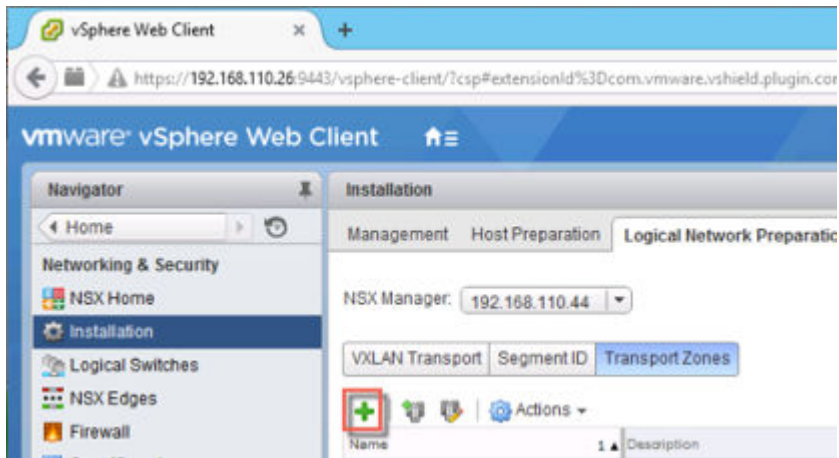 vSphere Web Client
https://192.168.110.26:9443/vsphere-client/?csp#extensionId%3Dcom.vmware.vshield.plugin.cor
vmware® vSphere Web Client
Navigator
Home
Networking & Security
NSX Home
Installation
Logical Switches
NSX Edges
Firewall
Installation
Management Host Preparation Logical Network Preparatio
NSX Manager: 192.168.110.44
VXLAN Transport Segment ID Transport Zones
Actions
Name 1 Description